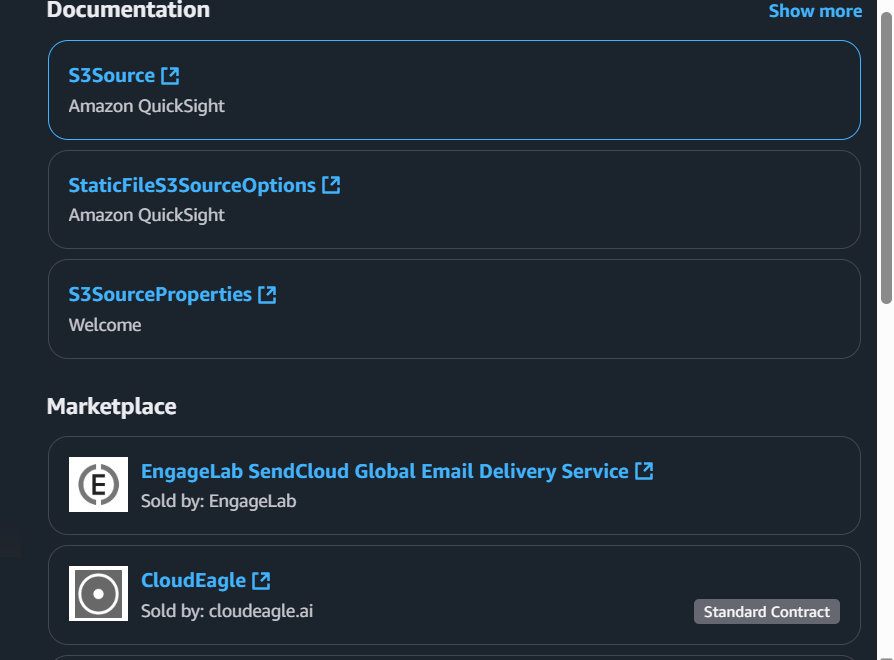 Documentation
Show more
S3Source
Amazon QuickSight
StaticFileS3SourceOptions
Amazon QuickSight
S3SourceProperties
Welcome
Marketplace
E
EngageLab SendCloud Global Email Delivery Service
Sold by: EngageLab
CloudEagle
Sold by: cloudeagle.ai
Standard Contract